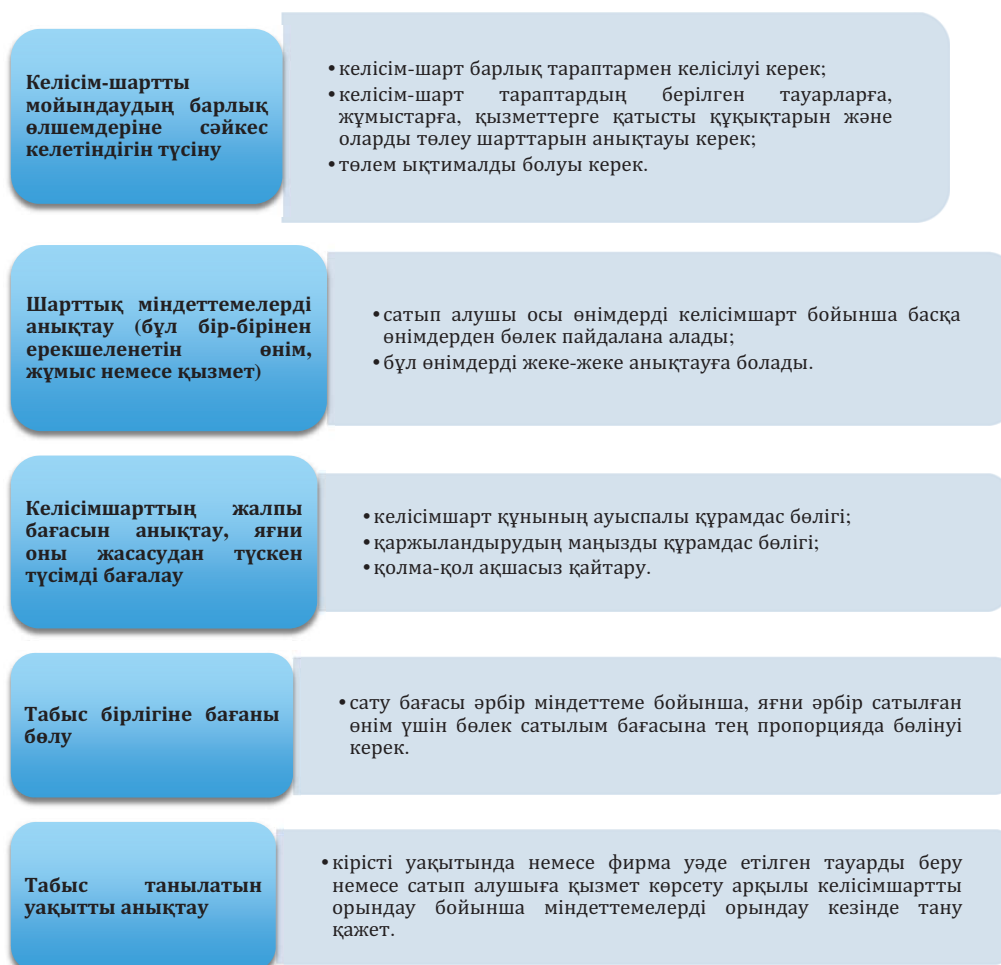 Келісім-шартты
мойындаудың барлық
өлшемдеріне сәйкес
келетіндігін түсіну
•келісім-шарт барлық тараптармен келісілуі керек;
•келісім-шарт тараптардың берілген тауарларға,
жұмыстарға, қызметтерге қатысты құқықтарын және
оларды төлеу шарттарын анықтауы керек;
•төлем ықтималды болуы керек.
Шарттық міндеттемелерді
анықтау (бұл бір-бірінен
ерекшеленетін өнім,
жұмыс немесе қызмет)
•сатып алушы осы өнімдерді келісімшарт бойынша басқа
өнімдерден бөлек пайдалана алады;
•бұл өнімдерді жеке-жеке анықтауға болады.
Келісімшарттың жалпы
бағасын анықтау, яғни
оны жасасудан түскен
түсімді бағалау
•келісімшарт құнының ауыспалы құрамдас бөлігі;
•қаржыландырудың маңызды құрамдас бөлігі;
•қолма-қол ақшасыз қайтару.
Табыс бірлігіне бағаны
бөлу
•сату бағасы әрбір міндеттеме бойынша, яғни әрбір сатылған
өнім үшін бөлек сатылым бағасына тең пропорцияда бөлінуі
керек.
Табыс танылатын
уақытты анықтау
•кірісті уақытында немесе фирма уәде етілген тауарды беру
немесе сатып алушыға қызмет көрсету арқылы келісімшартты
орындау бойынша міндеттемелерді орындау кезінде тану
қажет.